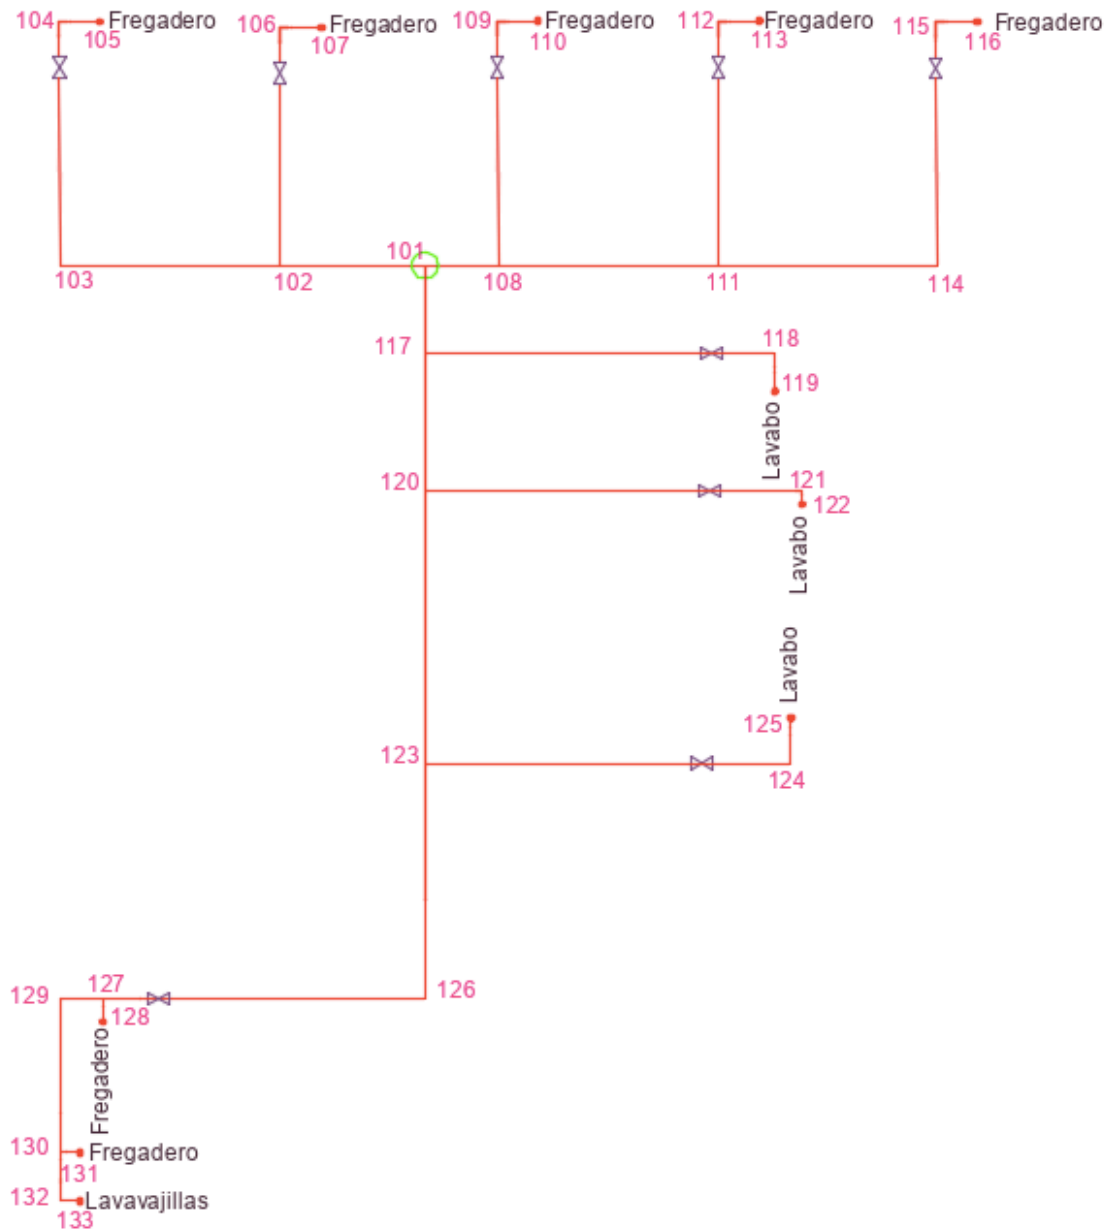 104 Fregadero
105
106 Fregadero
107
109 Fregadero
110
112 Fregadero
113
115 Fregadero
116
101
103
102
108
111
114
117
118
119
Lavabo
120
121
122
Lavabo
Lavabo
125
123
124
126
129
127
128
Fregadero
130
Fregadero
131
132
Lavavajillas
133